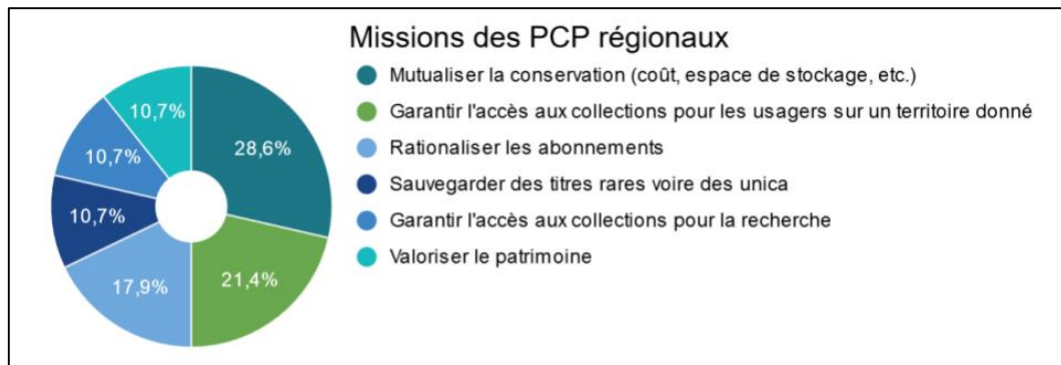 Missions des PCP régionaux
Mutualiser la conservation (coût, espace de stockage, etc.)
Garantir l'accès aux collections pour les usagers sur un territoire donné
Rationaliser les abonnements
Sauvegarder des titres rares voire des unica
Garantir l'accès aux collections pour la recherche
Valoriser le patrimoine
10,7%
28,6%
10,7%
10,7%
21,4%
17,9%